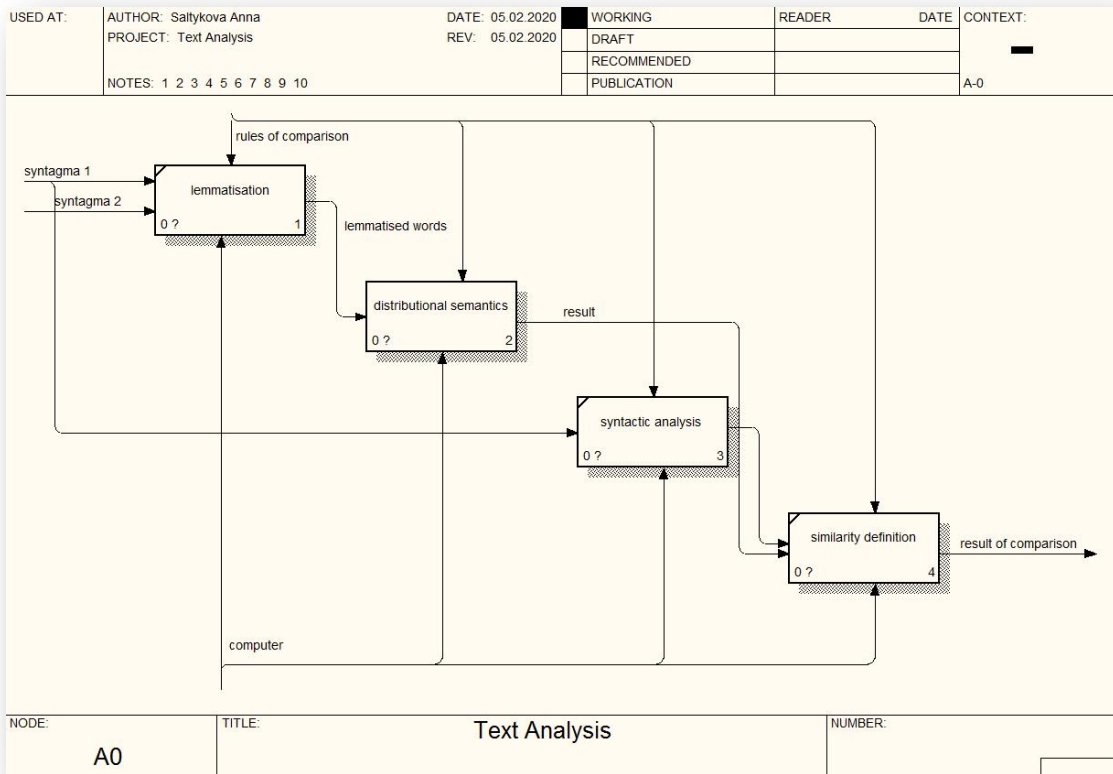 USED AT:
AUTHOR: Saltykova Anna
DATE: 05.02.2020
PROJECT: Text Analysis
REV: 05.02.2020
NOTES: 1 2 3 4 5 6 7 8 9 10
WORKING
DRAFT
RECOMMENDED
PUBLICATION
READER DATE
CONTEXT:
A-0
rules of comparison
syntagma 1
syntagma 2
lemmatisation
0 ? 1
lemmatised words
distributional semantics
0 ? 2
result
syntactic analysis
0 ? 3
similarity definition
0 ? 4
result of comparison
computer
NODE:
A0
TITLE:
Text Analysis
NUMBER: